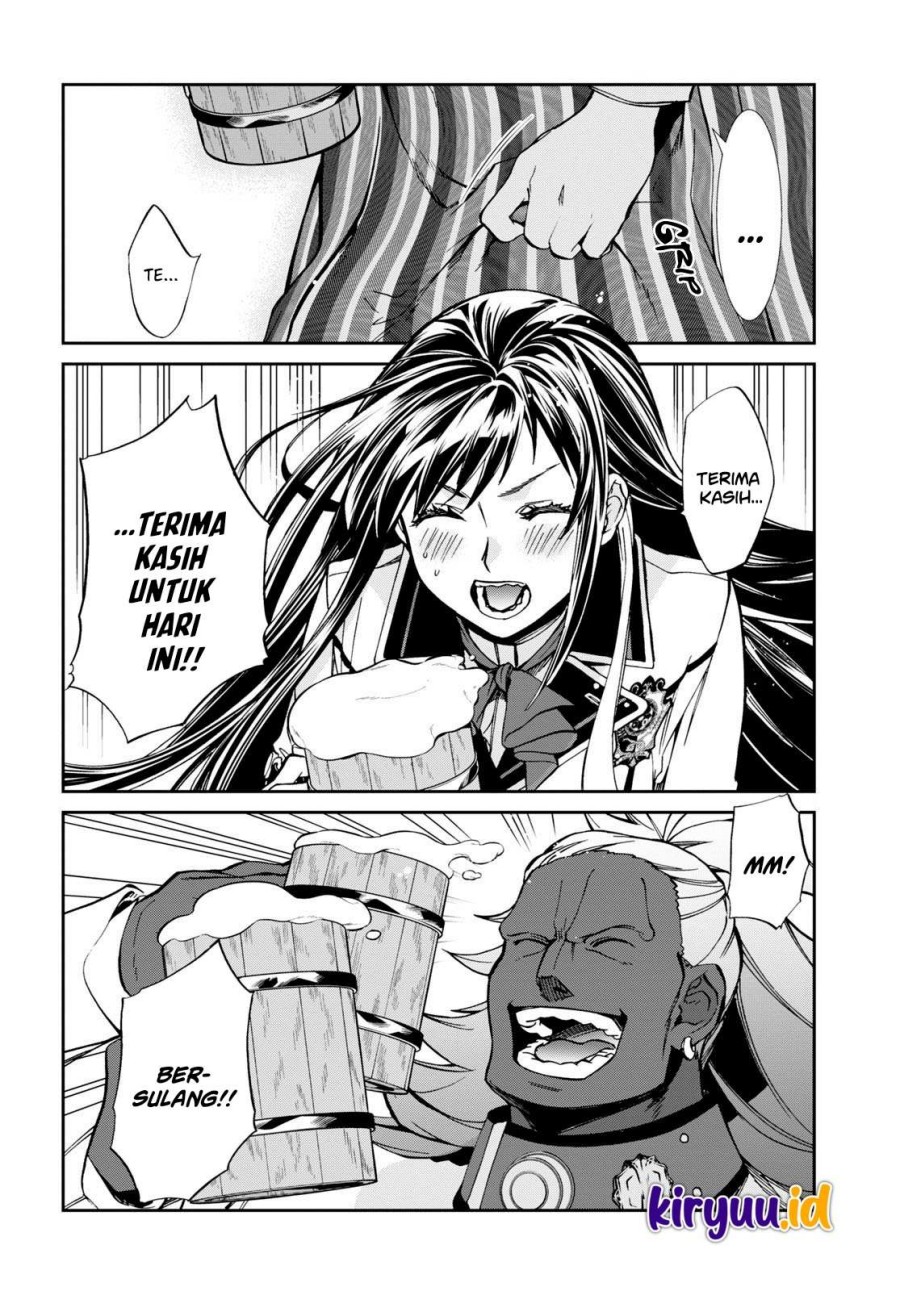 ...
GRIP
TE...
TERIMA
KASIH...
...TERIMA
KASIH
UNTUK
HARI
INI!!
MM!
BER-
SULANG!!
kiryuu.id